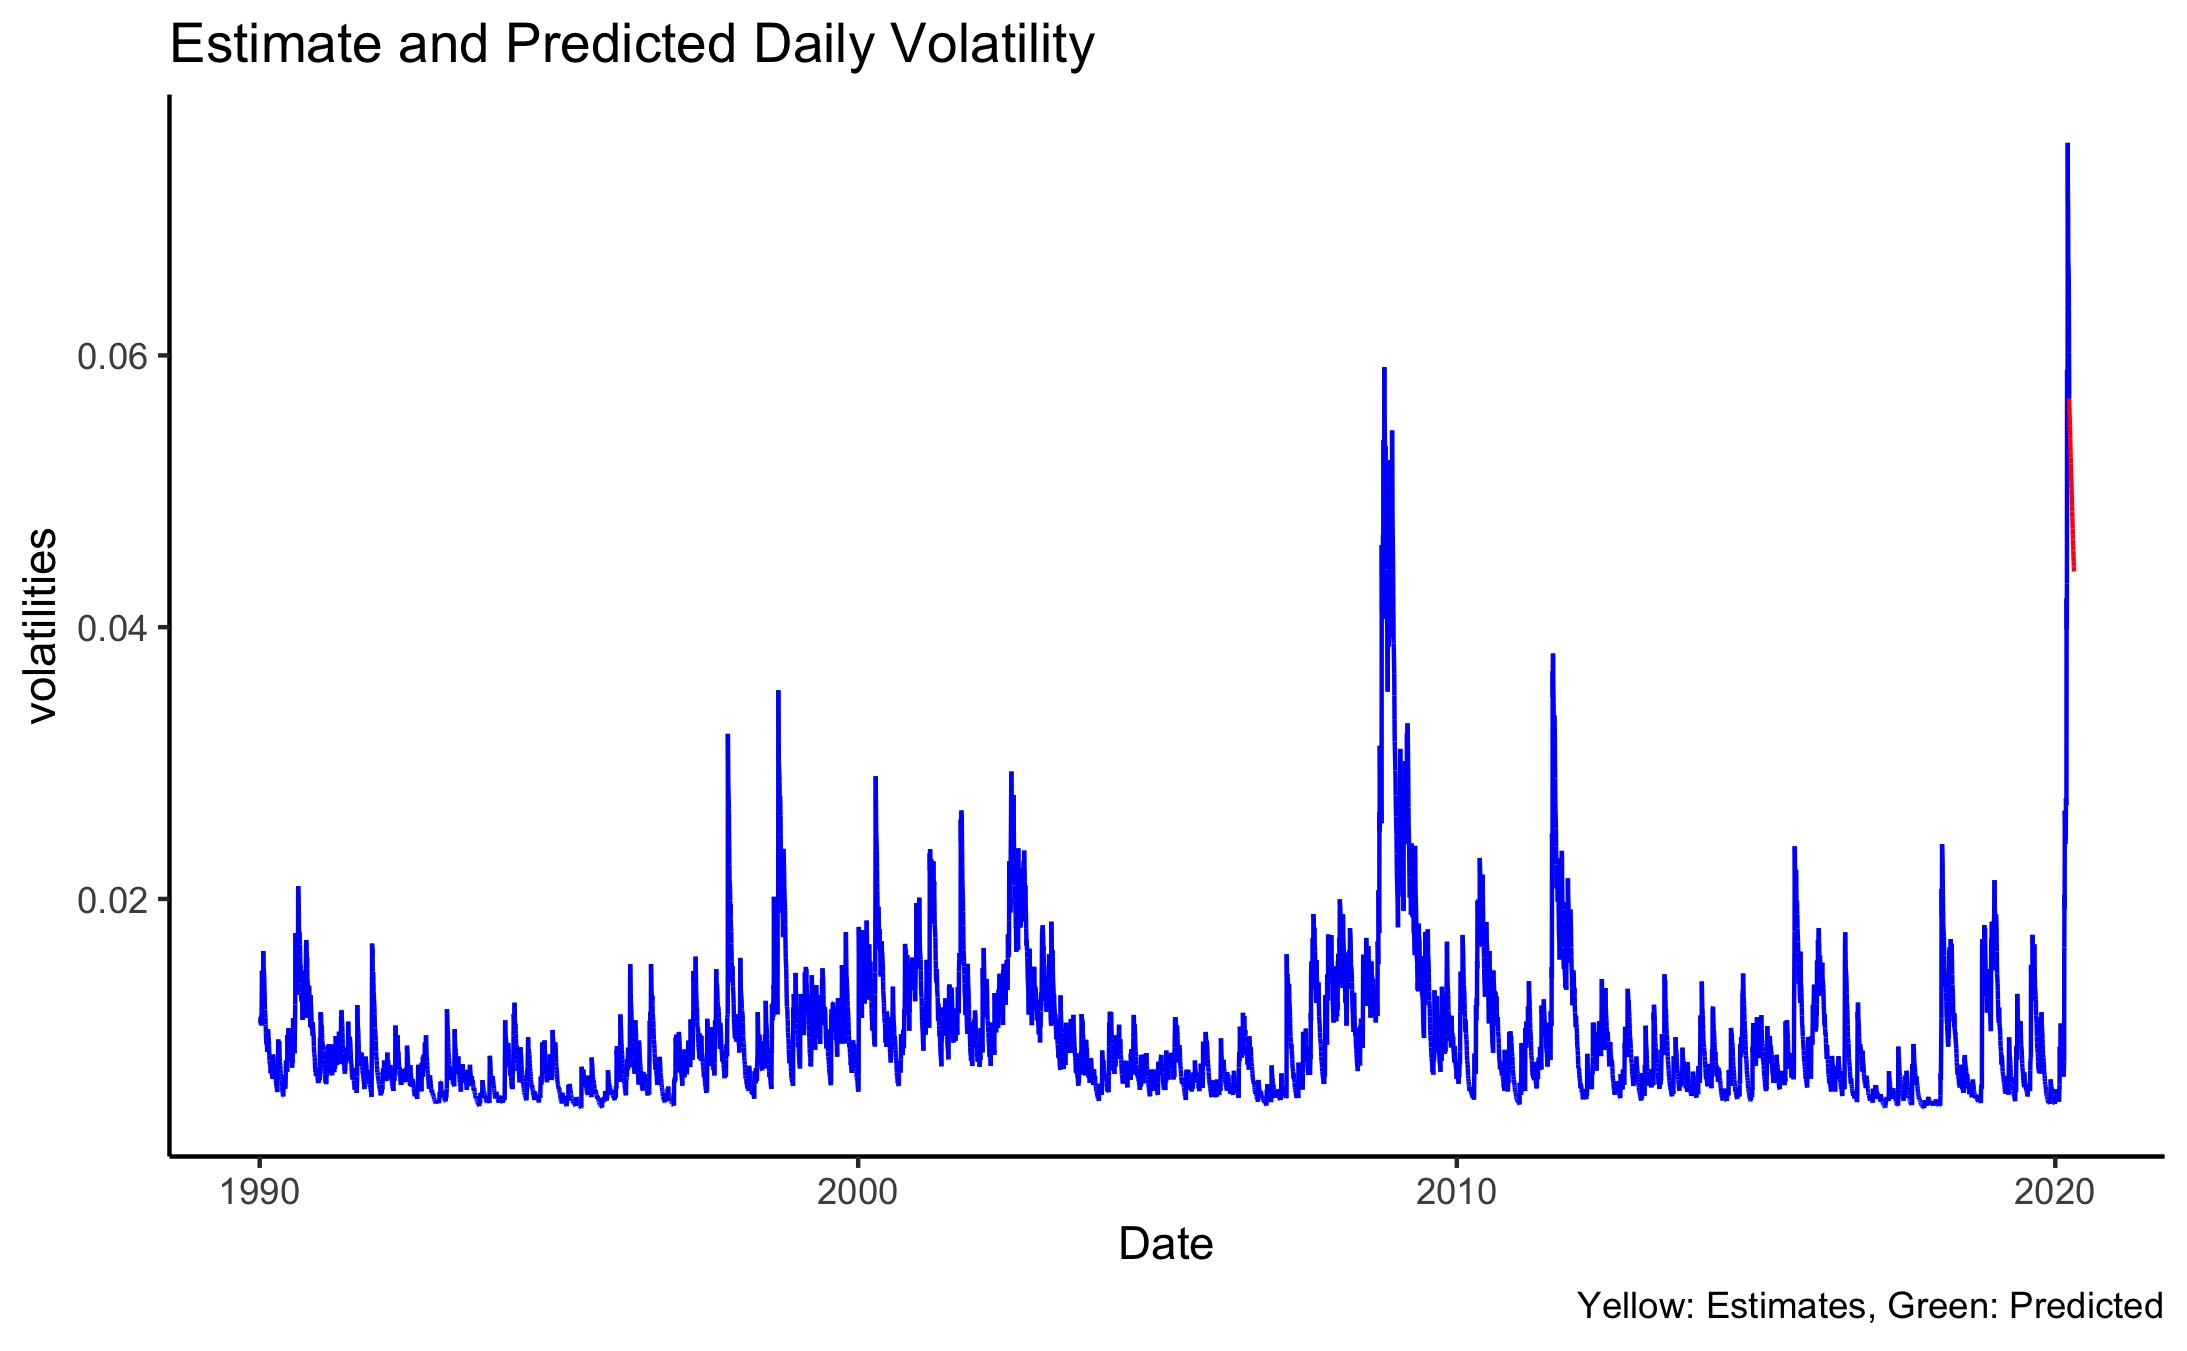 Estimate and Predicted Daily Volatility
volatilities
0.06
0.04
0.02
1990 2000 2010 2020
Date
Yellow: Estimates, Green: Predicted